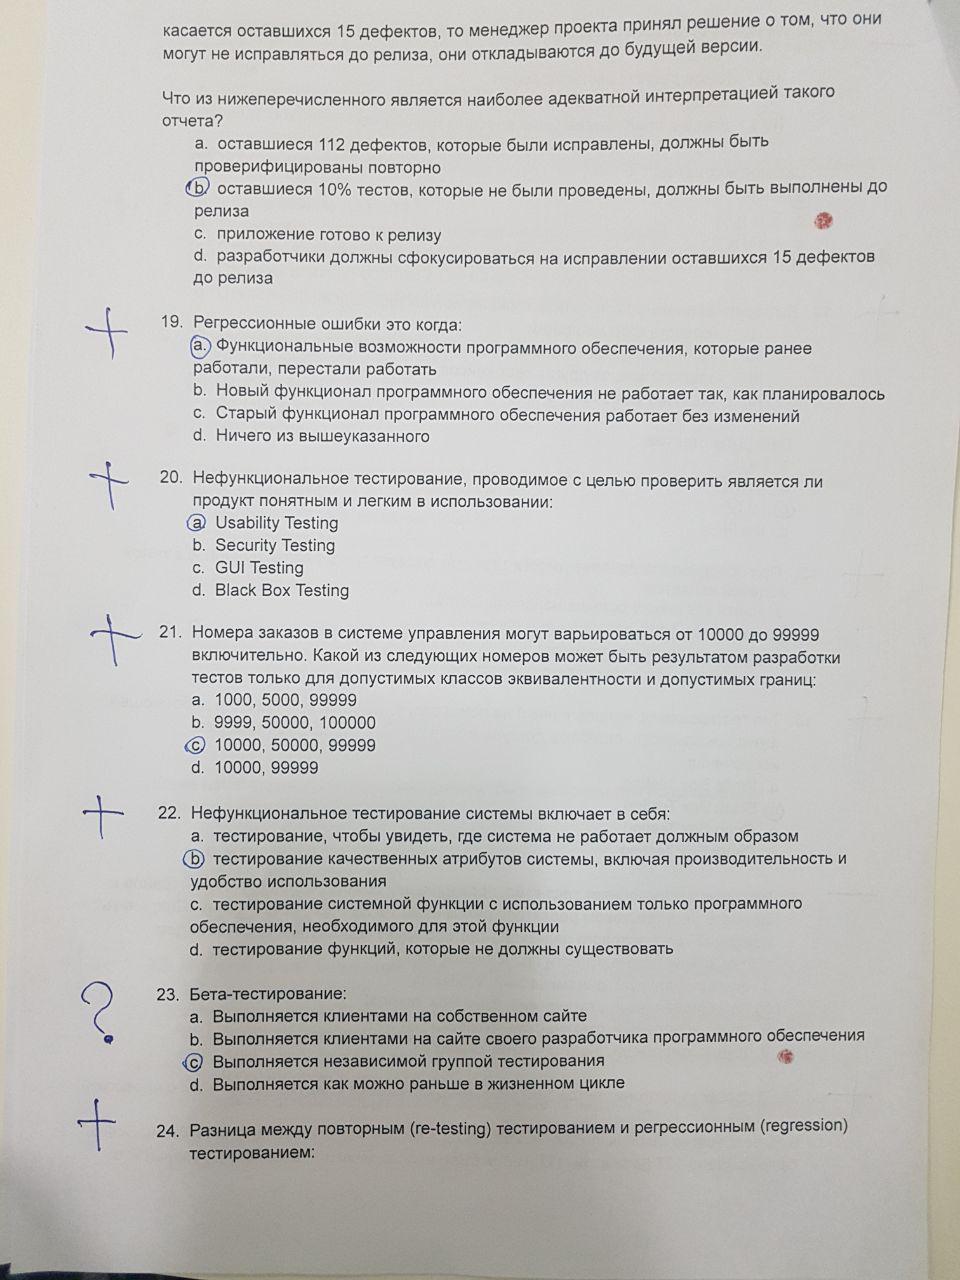 касается оставшихся 15 дефектов, то менеджер проекта принял решение о том, что они
могут не исправляться до релиза, они откладываются до будущей версии.
Что из нижеперечисленного является наиболее адекватной интерпретацией такого
отчета?
a. оставшиеся 112 дефектов, которые были исправлены, должны быть
проверифицированы повторно
b. оставшиеся 10% тестов, которые не были проведены, должны быть выполнены до
релиза
c. приложение готово к релизу
d. разработчики должны сфокусироваться на исправлении оставшихся 15 дефектов
до релиза
+ 19. Регрессионные ошибки это когда:
a. Функциональные возможности программного обеспечения, которые ранее
работали, перестали работать
b. Новый функционал программного обеспечения не работает так, как планировалось
c. Старый функционал программного обеспечения работает без изменений
d. Ничего из вышеуказанного
+ 20. Нефункциональное тестирование, проводимое с целью проверить является ли
продукт понятным и легким в использовании:
a. Usability Testing
b. Security Testing
c. GUI Testing
d. Black Box Testing
+ 21. Номера заказов в системе управления могут варьироваться от 10000 до 99999
включительно. Какой из следующих номеров может быть результатом разработки
тестов только для допустимых классов эквивалентности и допустимых границ:
a. 1000, 5000, 99999
b. 9999, 50000, 100000
c. 10000, 50000, 99999
d. 10000, 99999
+ 22. Нефункциональное тестирование системы включает в себя:
a. тестирование, чтобы увидеть, где система не работает должным образом
b. тестирование качественных атрибутов системы, включая производительность и
удобство использования
c. тестирование системной функции с использованием только программного
обеспечения, необходимого для этой функции
d. тестирование функций, которые не должны существовать
? 23. Бета-тестирование:
a. Выполняется клиентами на собственном сайте
b. Выполняется клиентами на сайте своего разработчика программного обеспечения
c. Выполняется независимой группой тестирования
d. Выполняется как можно раньше в жизненном цикле
+ 24. Разница между повторным (re-testing) тестированием и регрессионным (regression)
тестированием: